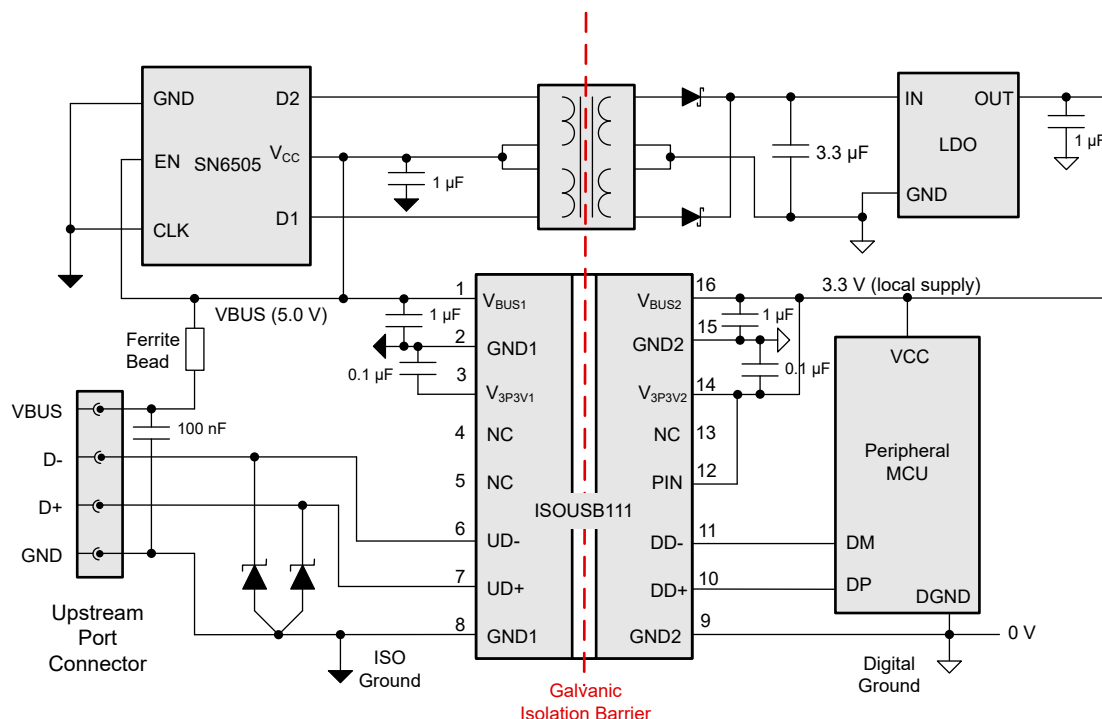 GND
D2
EN
SN6505
VCC
CLK
D1
1 µF
3.3 µF
IN
OUT
LDO
GND
1 µF
VBUS (5.0 V)
Ferrite
Bead
1 µF
0.1 µF
1
VBUS1
2
GND1
3
V3P3V1
4
NC
5
NC
6
UD-
7
UD+
8
GND1
ISOUSB111
16
VBUS2
15
GND2
14
V3P3V2
13
NC
12
PIN
11
DD-
10
DD+
9
GND2
1 µF
0.1 µF
3.3 V (local supply)
VCC
Peripheral
MCU
DM
DP
DGND
0 V
Digital
Ground
VBUS
D-
D+
GND
100 nF
Upstream
Port
Connector
ISO
Ground
Galvanic
Isolation Barrier